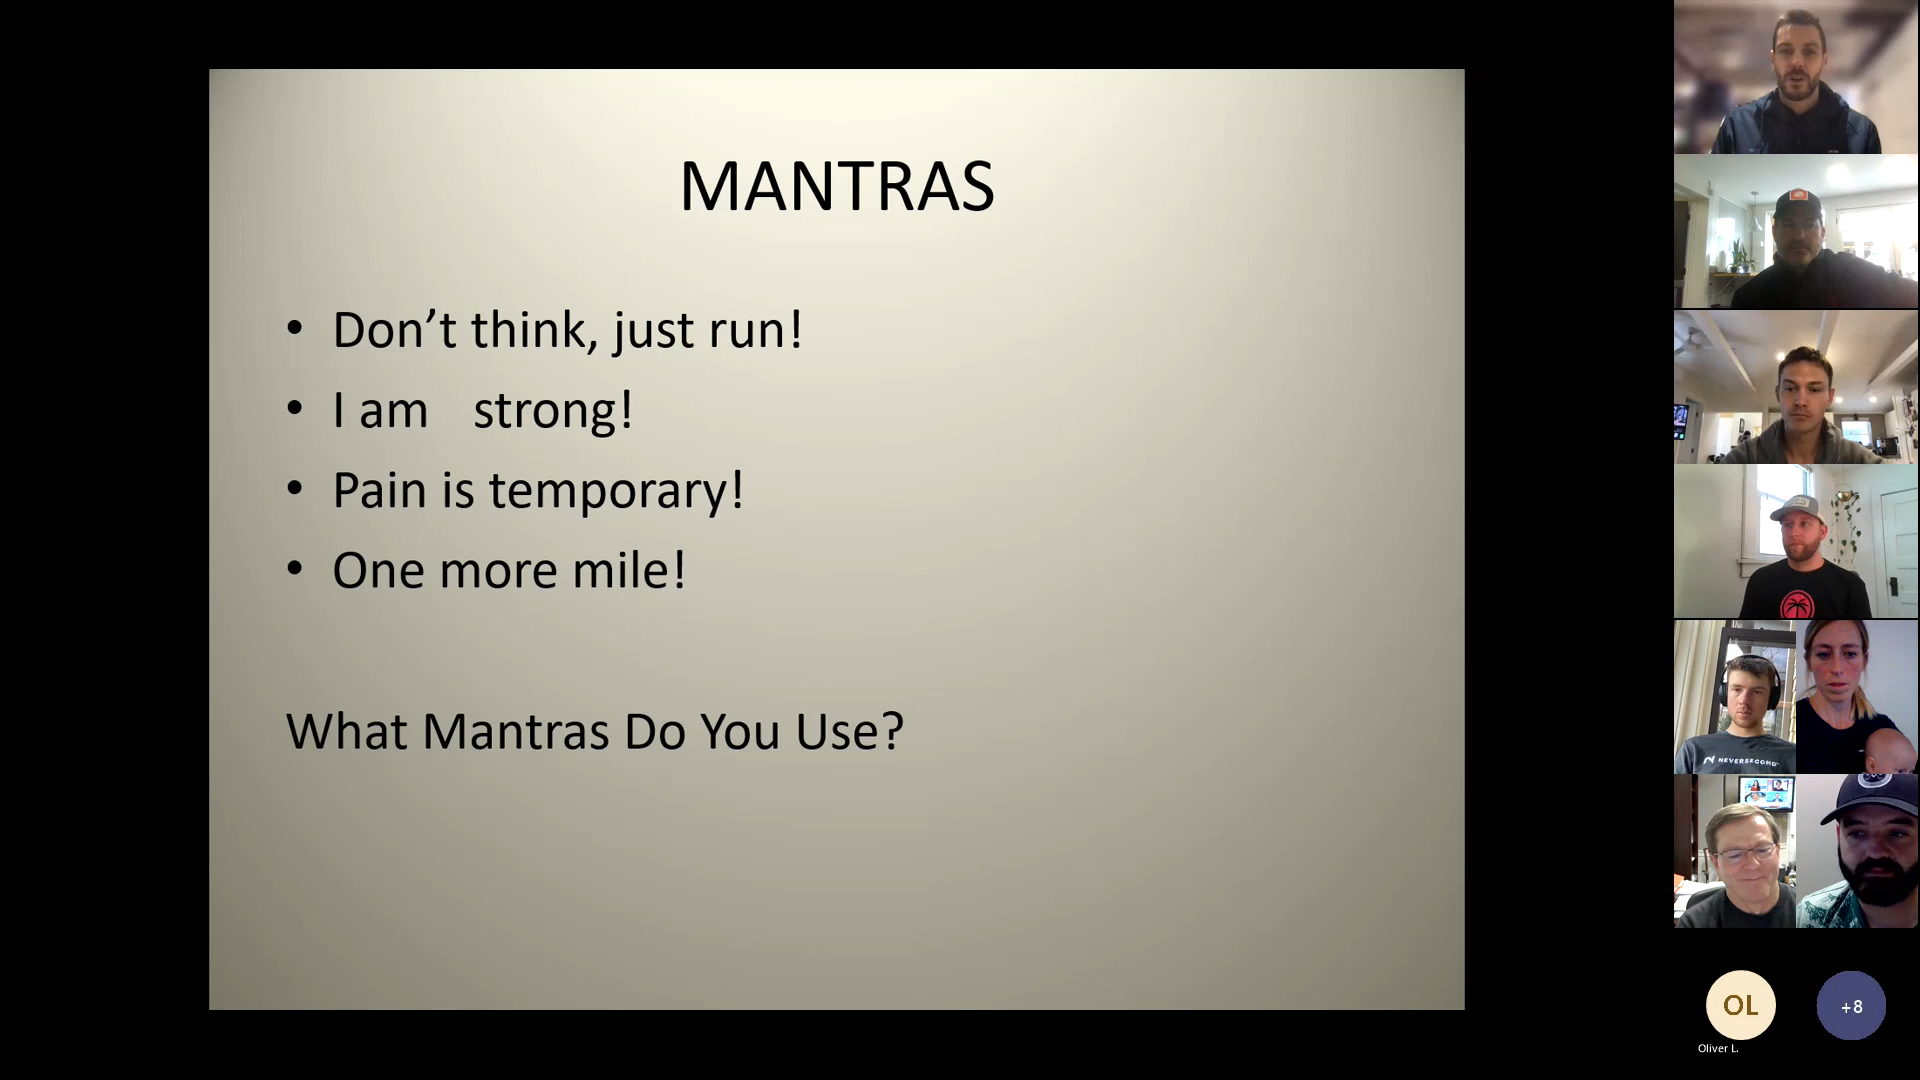 MANTRAS
• Don’t think, just run!
• I am strong!
• Pain is temporary!
• One more mile!
What Mantras Do You Use?
NEVERSECOND
OL
+8
Oliver L.